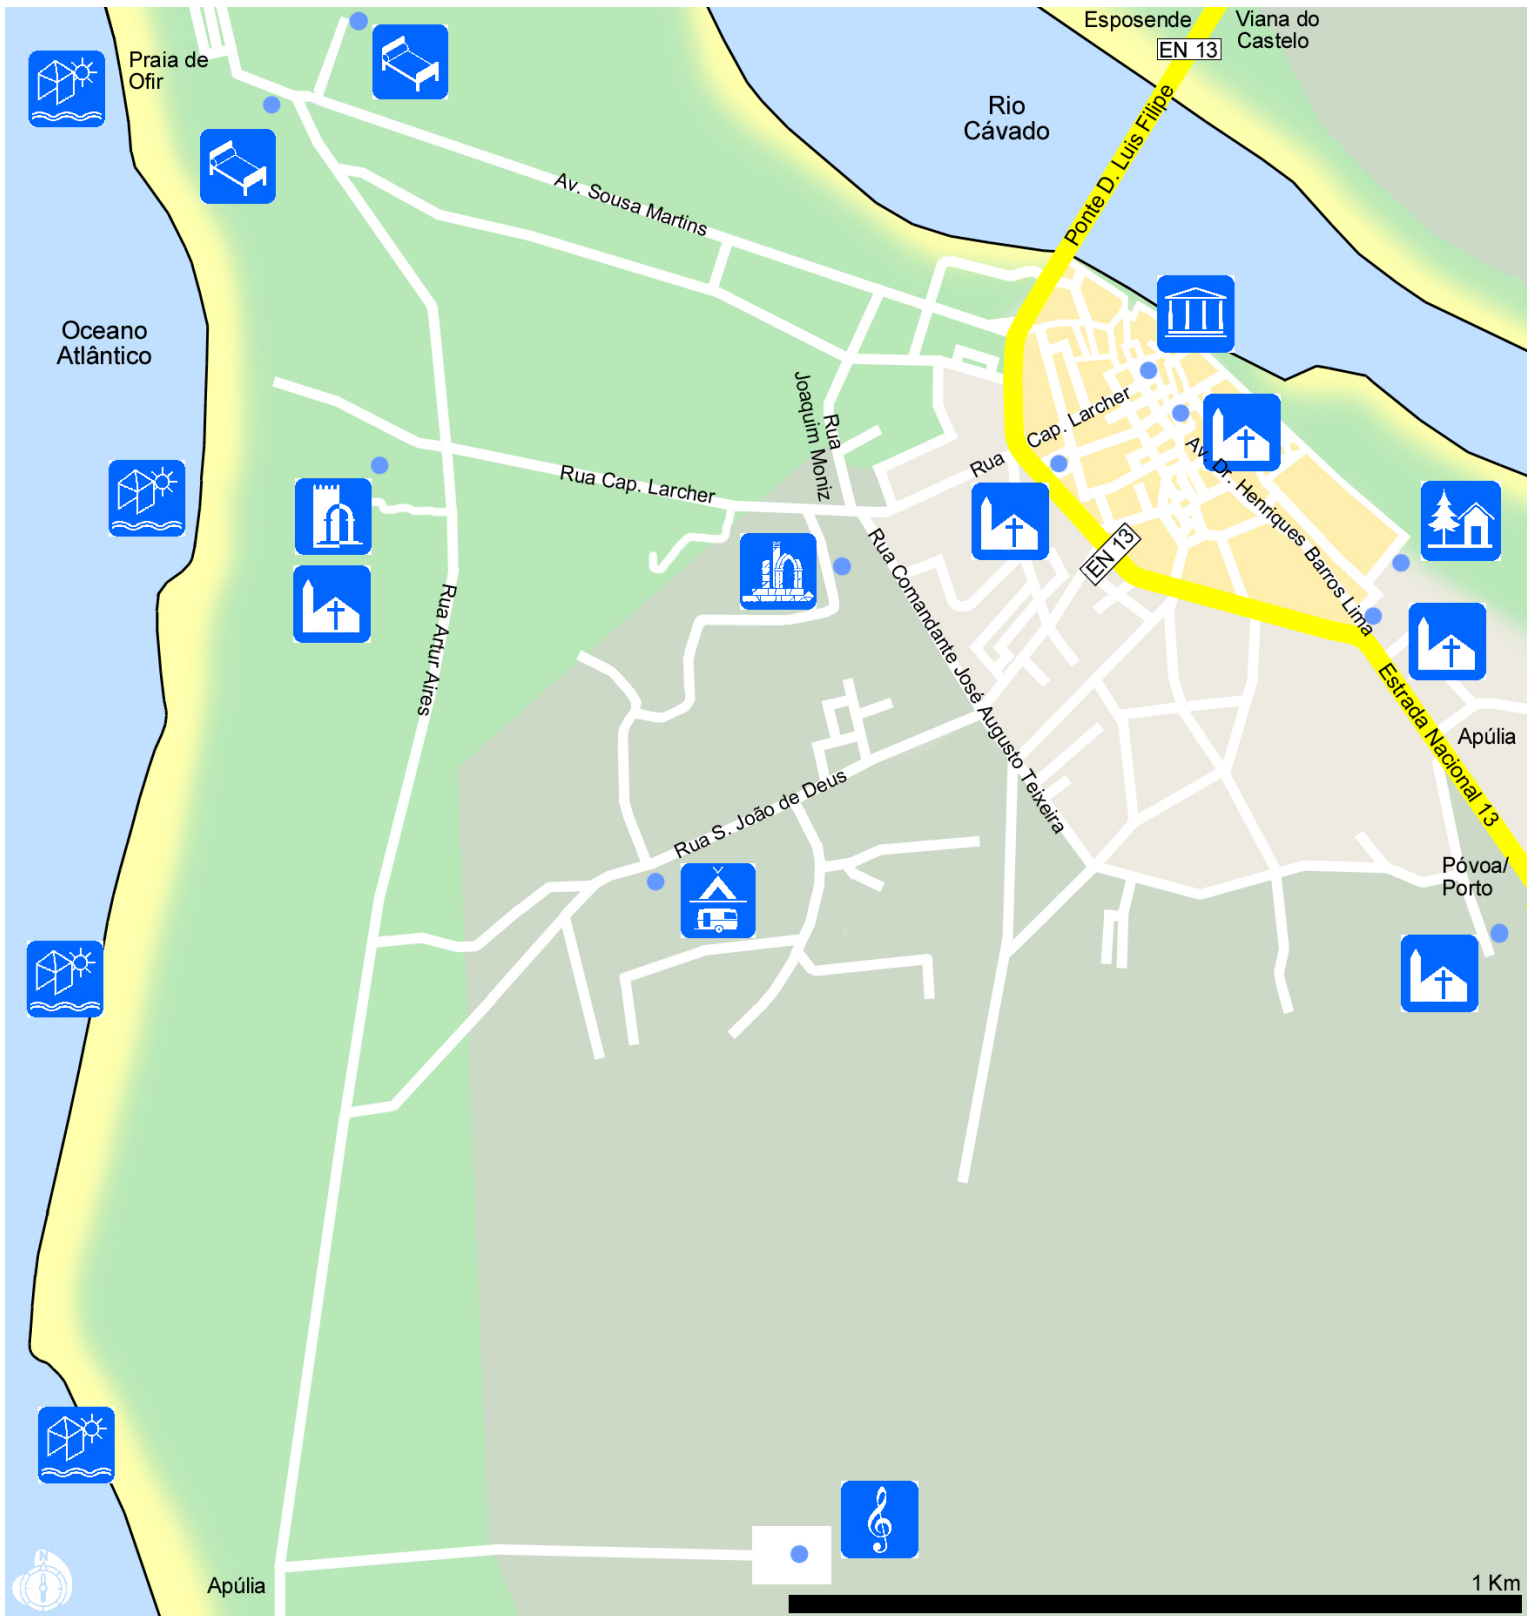 Esposende
Viana do
Castelo
EN 13
Praia de
Ofir
Rio
Cávado
Ponte D. Luis Filipe
Av. Sousa Martins
Oceano
Atlântico
Rua
Joaquim Moniz
Rua Cap. Larcher
Rua Cap. Larcher
Av. Dr. Henriques Barros Lima
EN 13
Rua Comandante José Augusto Teixeira
Rua Artur Aires
Estrada Nacional 13
Apúlia
Rua S. João de Deus
Póvoa/
Porto
N
Apúlia
1 Km